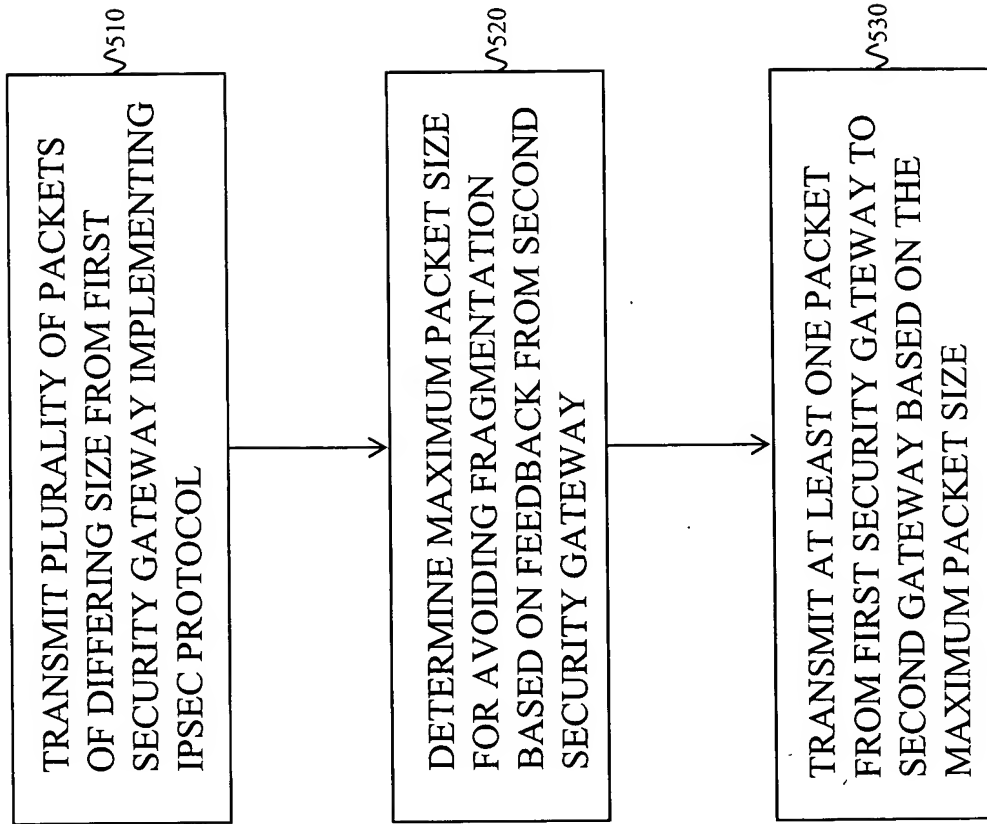 TRANSMIT PLURALITY OF PACKETS
OF DIFFERING SIZE FROM FIRST
SECURITY GATEWAY IMPLEMENTING
IPSEC PROTOCOL
510
DETERMINE MAXIMUM PACKET SIZE
FOR AVOIDING FRAGMENTATION
BASED ON FEEDBACK FROM SECOND
SECURITY GATEWAY
520
TRANSMIT AT LEAST ONE PACKET
FROM FIRST SECURITY GATEWAY TO
SECOND GATEWAY BASED ON THE
MAXIMUM PACKET SIZE
530